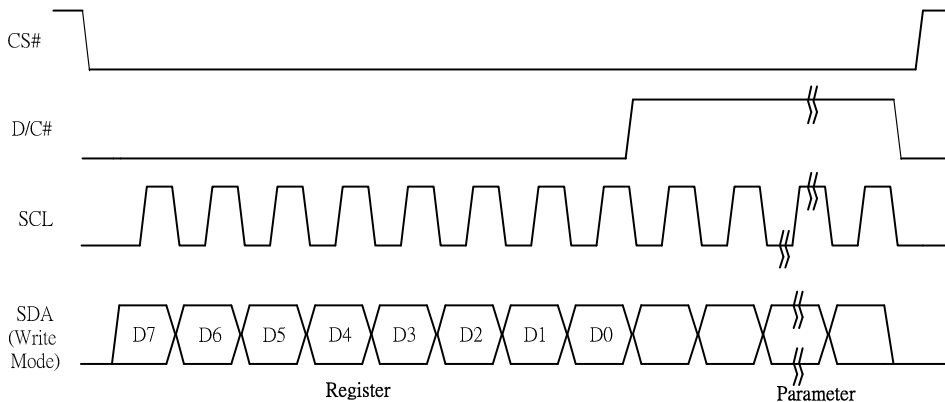 CS#
D/C#
SCL
SDA
(Write
Mode)
D7 D6 D5 D4 D3 D2 D1 D0
Register
Parameter